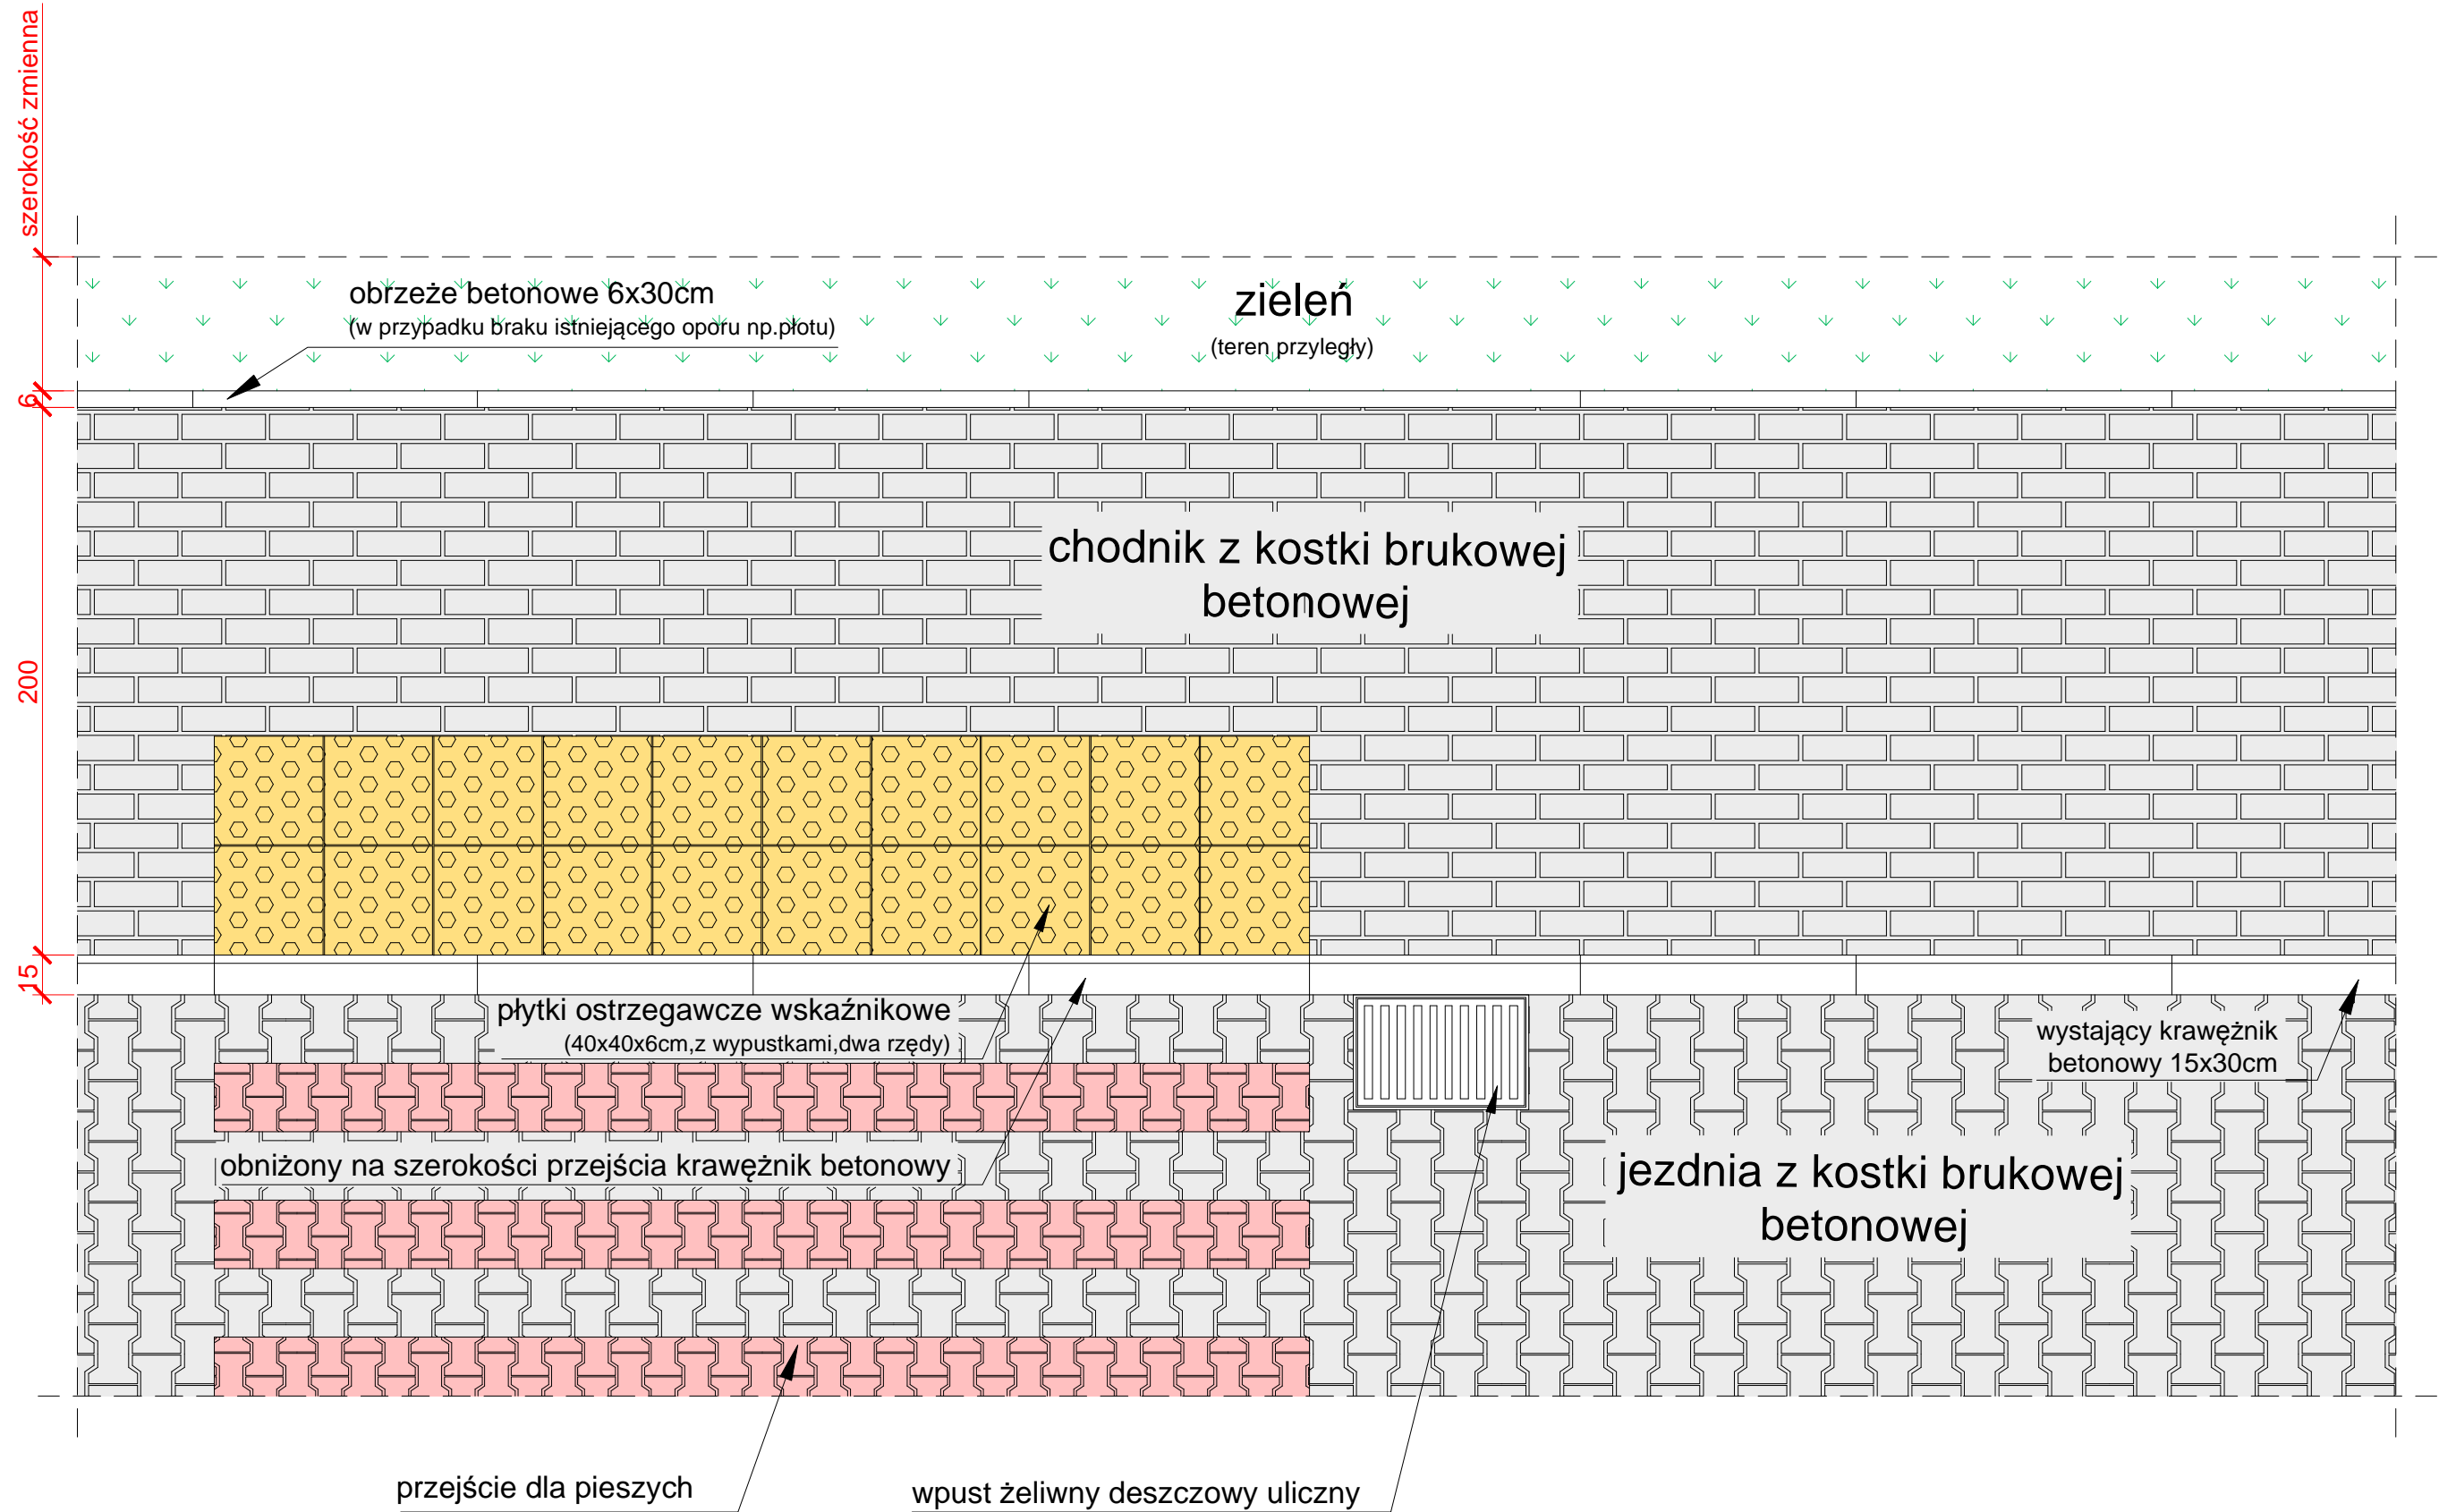 szerokość zmienna
obrzeże betonowe 6x30cm
(w przypadku braku istniejącego oporu np.płotu)
zieleń
(teren przyległy)
6
chodnik z kostki brukowej
betonowej
200
15
płytki ostrzegawcze wskaźnikowe
(40x40x6cm,z wypustkami,dwa rzędy)
wystający krawężnik
betonowy 15x30cm
obniżony na szerokości przejścia krawężnik betonowy
jezdnia z kostki brukowej
betonowej
przejście dla pieszych
wpust żeliwny deszczowy uliczny